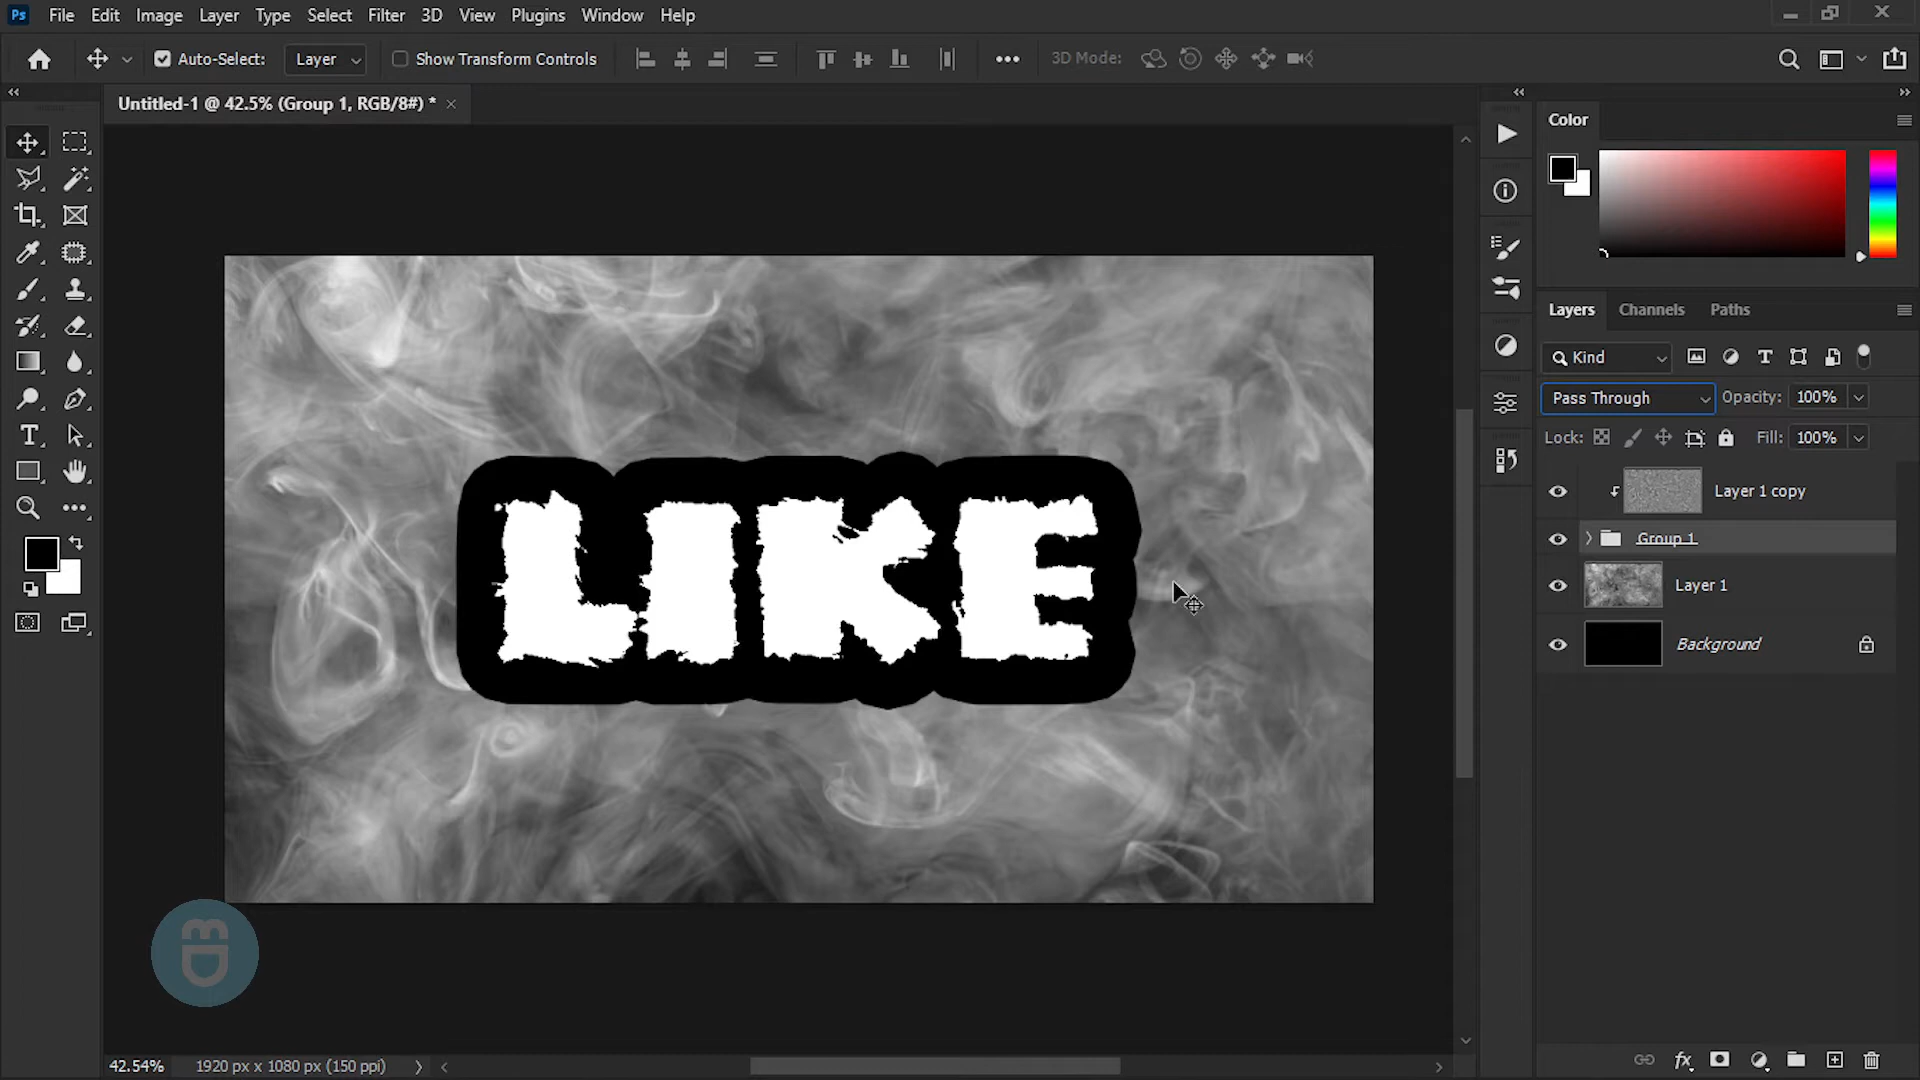 Ps File Edit Image Layer Type Select Filter 3D View Plugins Window Help
Auto-Select: Layer Show Transform Controls 3D Mode:
Untitled-1 @ 42.5% (Group 1, RGB/8#) *
Color
Layers Channels Paths
Kind
Pass Through Opacity: 100%
Lock: Fill: 100%
Layer 1 copy
Group 1
Layer 1
Background
LIKE
42.54% 1920 px x 1080 px (150 ppi)